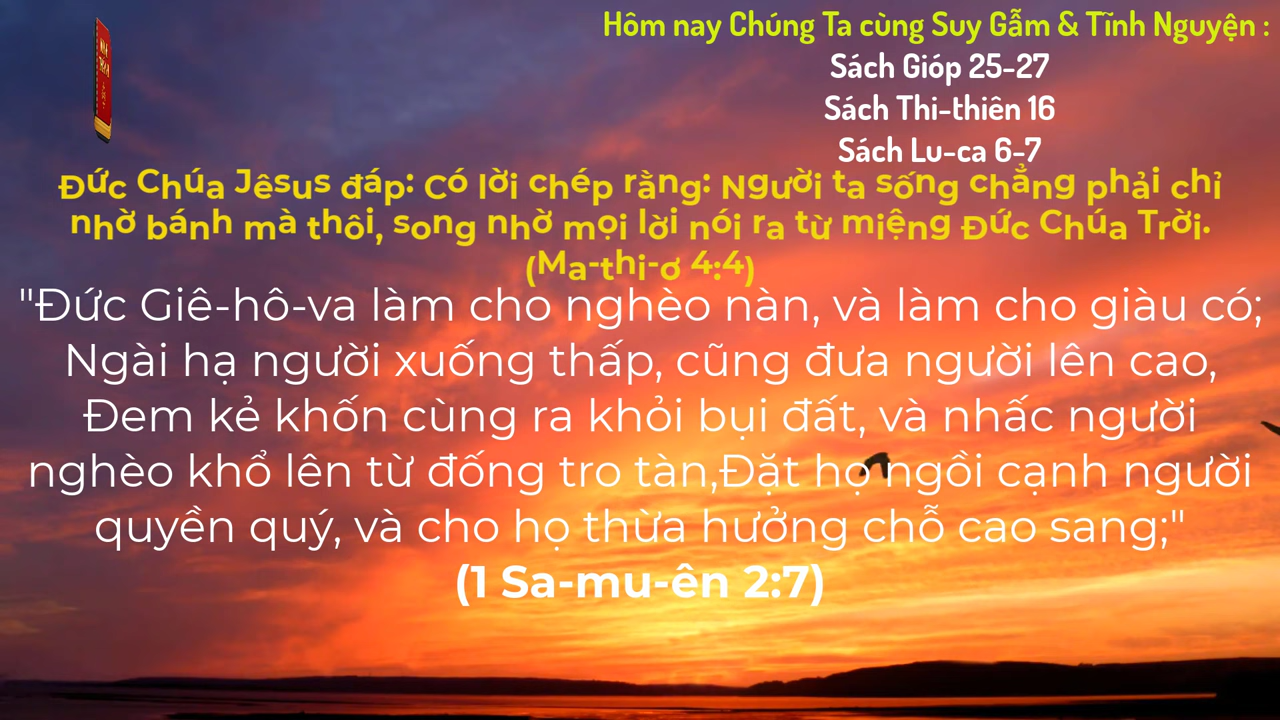 Hôm nay Chúng Ta cùng Suy Gẫm & Tĩnh Nguyện :
Sách Gióp 25-27
Sách Thi-thiên 16
Sách Lu-ca 6-7
Đức Chúa Jêsus đáp: Có lời chép rằng: Người ta sống chẳng phải chỉ
nhờ bánh mà thôi, song nhờ mọi lời nói ra từ miệng Đức Chúa Trời.
(Ma-thi-ơ 4:4)
"Đức Giê-hô-va làm cho nghèo nàn, và làm cho giàu có;
Ngài hạ người xuống thấp, cũng đưa người lên cao,
Đem kẻ khốn cùng ra khỏi bụi đất, và nhấc người
nghèo khổ lên từ đống tro tàn,Đặt họ ngồi cạnh người
quyền quý, và cho họ thừa hưởng chỗ cao sang;"
(1 Sa-mu-ên 2:7)